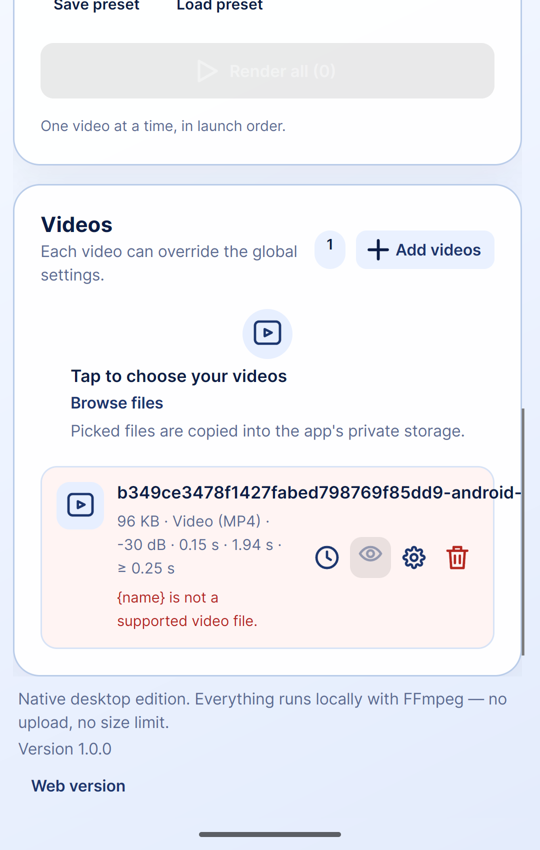 Save preset Load preset
Render all (0)
One video at a time, in launch order.
Videos
Each video can override the global
settings.
1
Add videos
Tap to choose your videos
Browse files
Picked files are copied into the app's private storage.
b349ce3478f1427fabed798769f85dd9-android-
96 KB · Video (MP4) ·
-30 dB · 0.15 s · 1.94 s ·
≥ 0.25 s
{name} is not a
supported video file.
Native desktop edition. Everything runs locally with FFmpeg — no
upload, no size limit.
Version 1.0.0
Web version